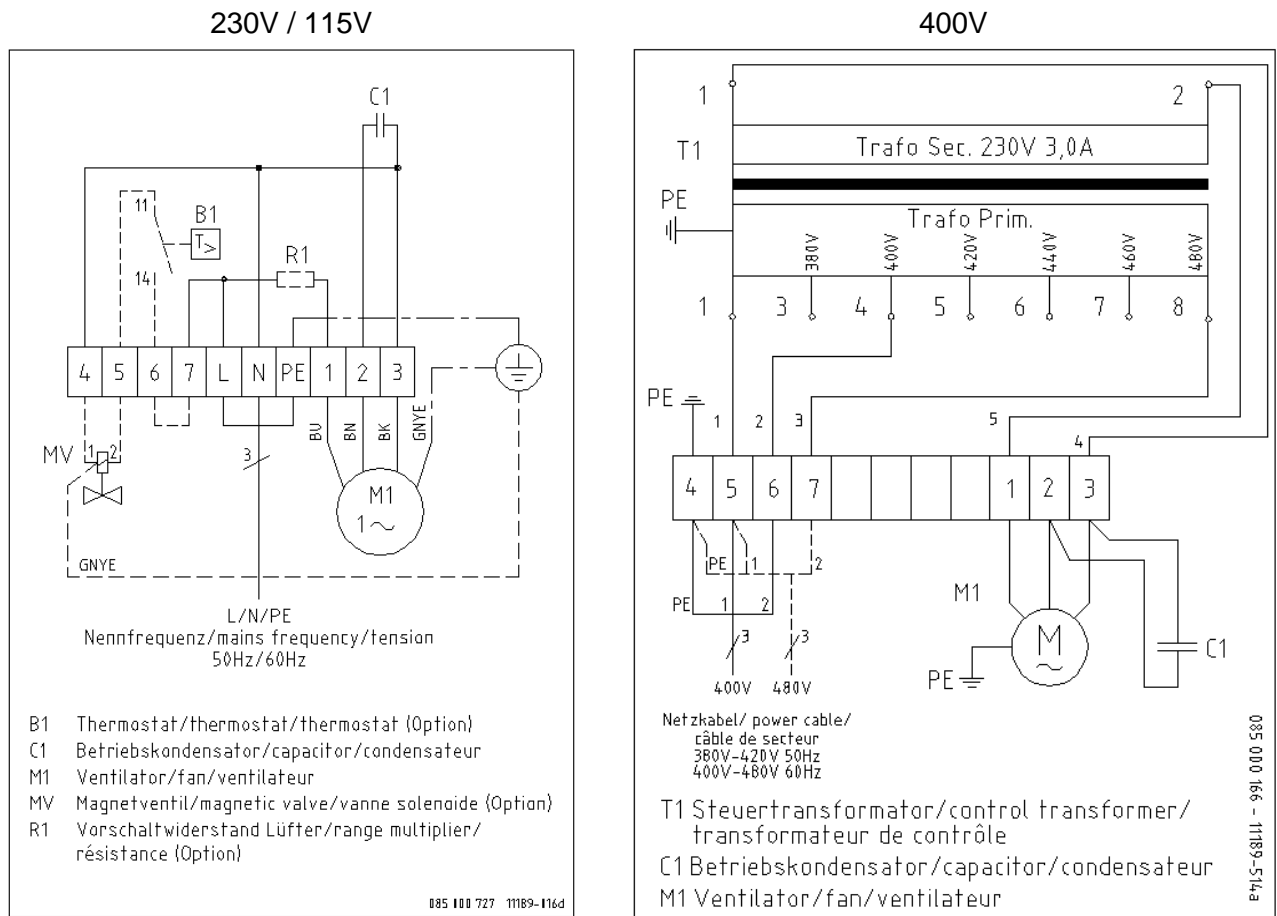 230V / 115V
C1
11
B1
T>
R1
14
4 5 6 7 L N PE 1 2 3
BU
BN
BK
GNYE
MV
1 2
3
M1
1~
GNYE
L/N/PE
Nennfrequenz/mains frequency/tension
50Hz/60Hz
B1 Thermostat/thermostat/thermostat (Option)
C1 Betriebskondensator/capacitor/condensateur
M1 Ventilator/fan/ventilateur
MV Magnetventil/magnetic valve/vanne solenoide (Option)
R1 Vorschaltwiderstand Lüfter/range multiplier/
résistance (Option)
085 100 727 11189-116d
400V
1 2
T1
Trafo Sec. 230V 3,0A
PE
Trafo Prim.
380V 400V 420V 440V 460V 480V
1 3 4 5 6 7 8
PE
1 2 3 5 4
4 5 6 7 1 2 3
PE 1 2
PE 1 2
3 3
400V 480V
M1
M
~
PE
C1
Netzkabel/ power cable/
câble de secteur
380V-420V 50Hz
400V-480V 60Hz
T1 Steuertransformator/control transformer/
transformateur de contrôle
C1 Betriebskondensator/capacitor/condensateur
M1 Ventilator/fan/ventilateur
085 000 166 - 11189-514a